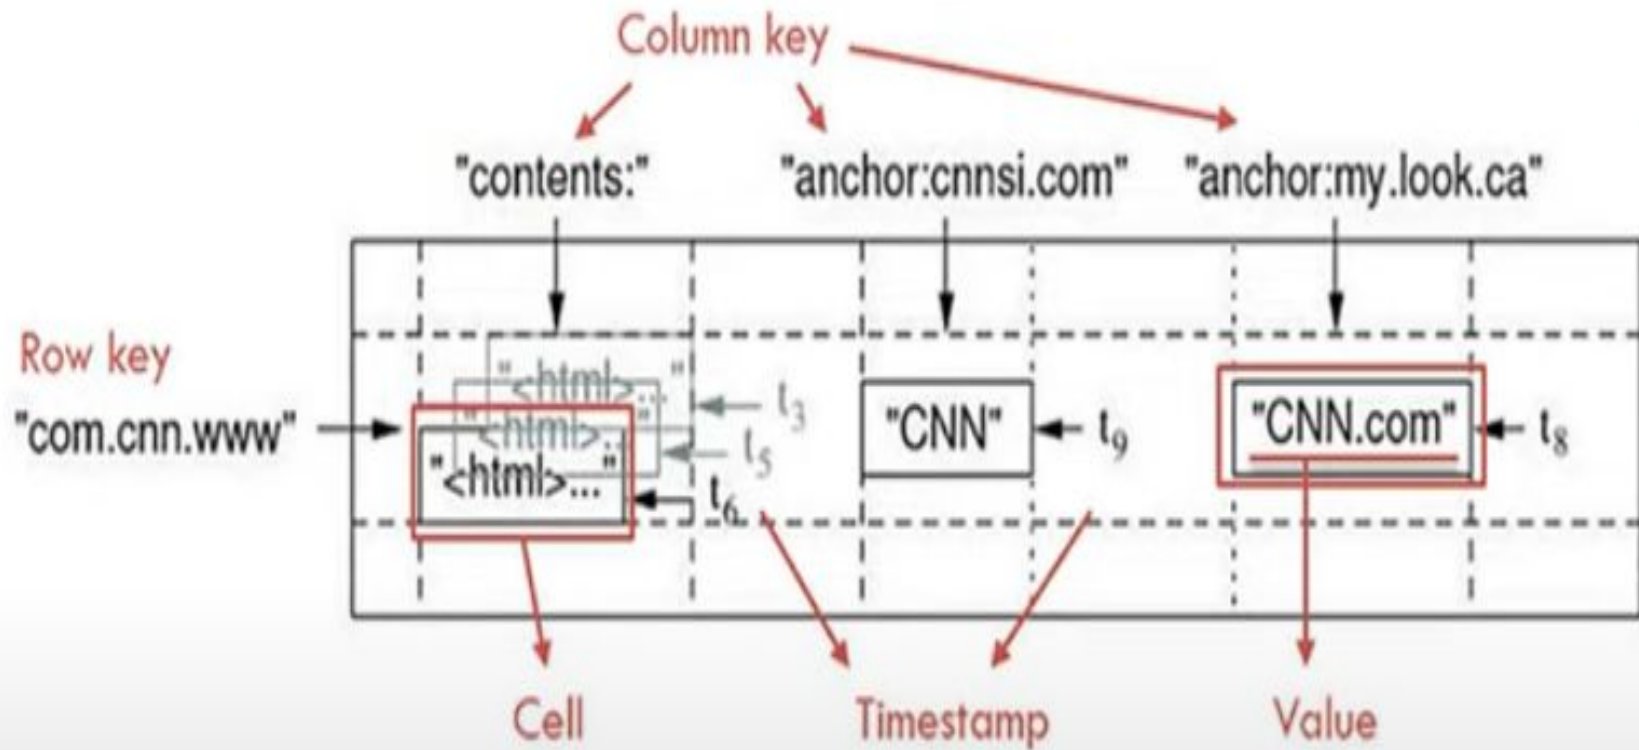 Column key
"contents:"
"anchor:cnnsi.com"
"anchor:my.look.ca"
Row key
"com.cnn.www"
"<html>..."
t3
"<html>..."
t5
"<html>..."
t6
"CNN"
t9
"CNN.com"
t8
Cell
Timestamp
Value